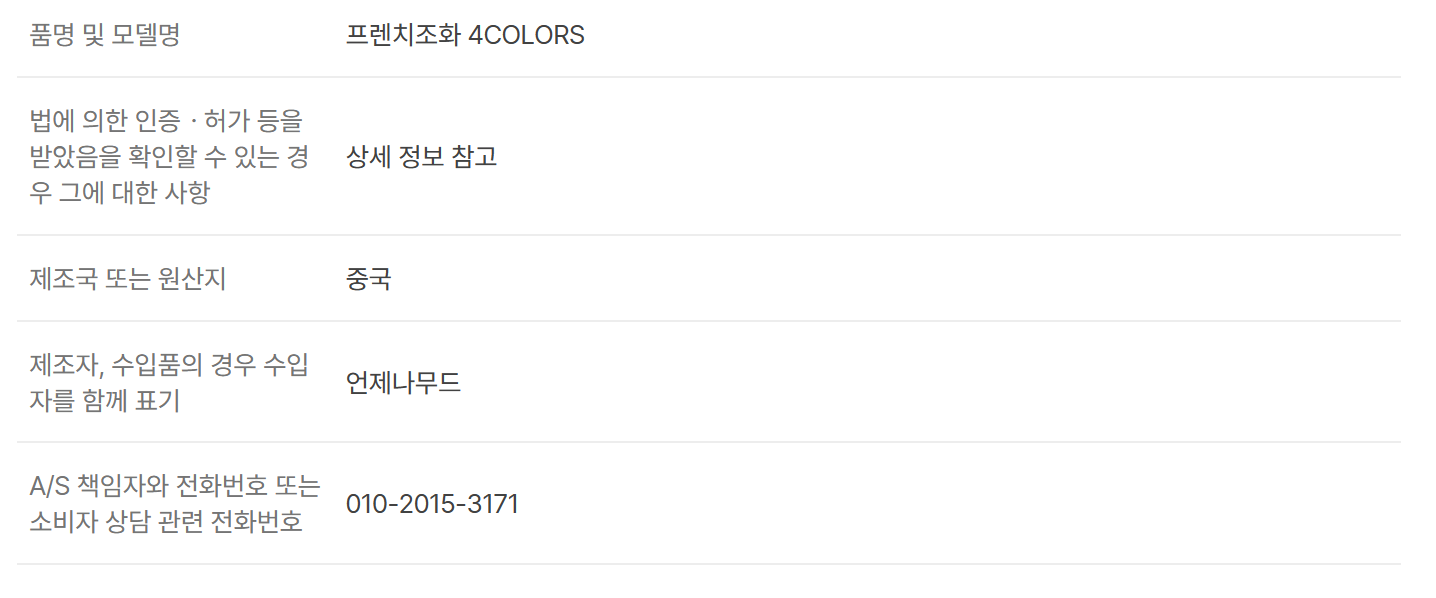 품명 및 모델명
프렌치조화 4COLORS
법에 의한 인증 · 허가 등을
받았음을 확인할 수 있는 경
우 그에 대한 사항
상세 정보 참고
제조국 또는 원산지
중국
제조자, 수입품의 경우 수입
자를 함께 표기
언제나무드
A/S 책임자와 전화번호 또는
소비자 상담 관련 전화번호
010-2015-3171